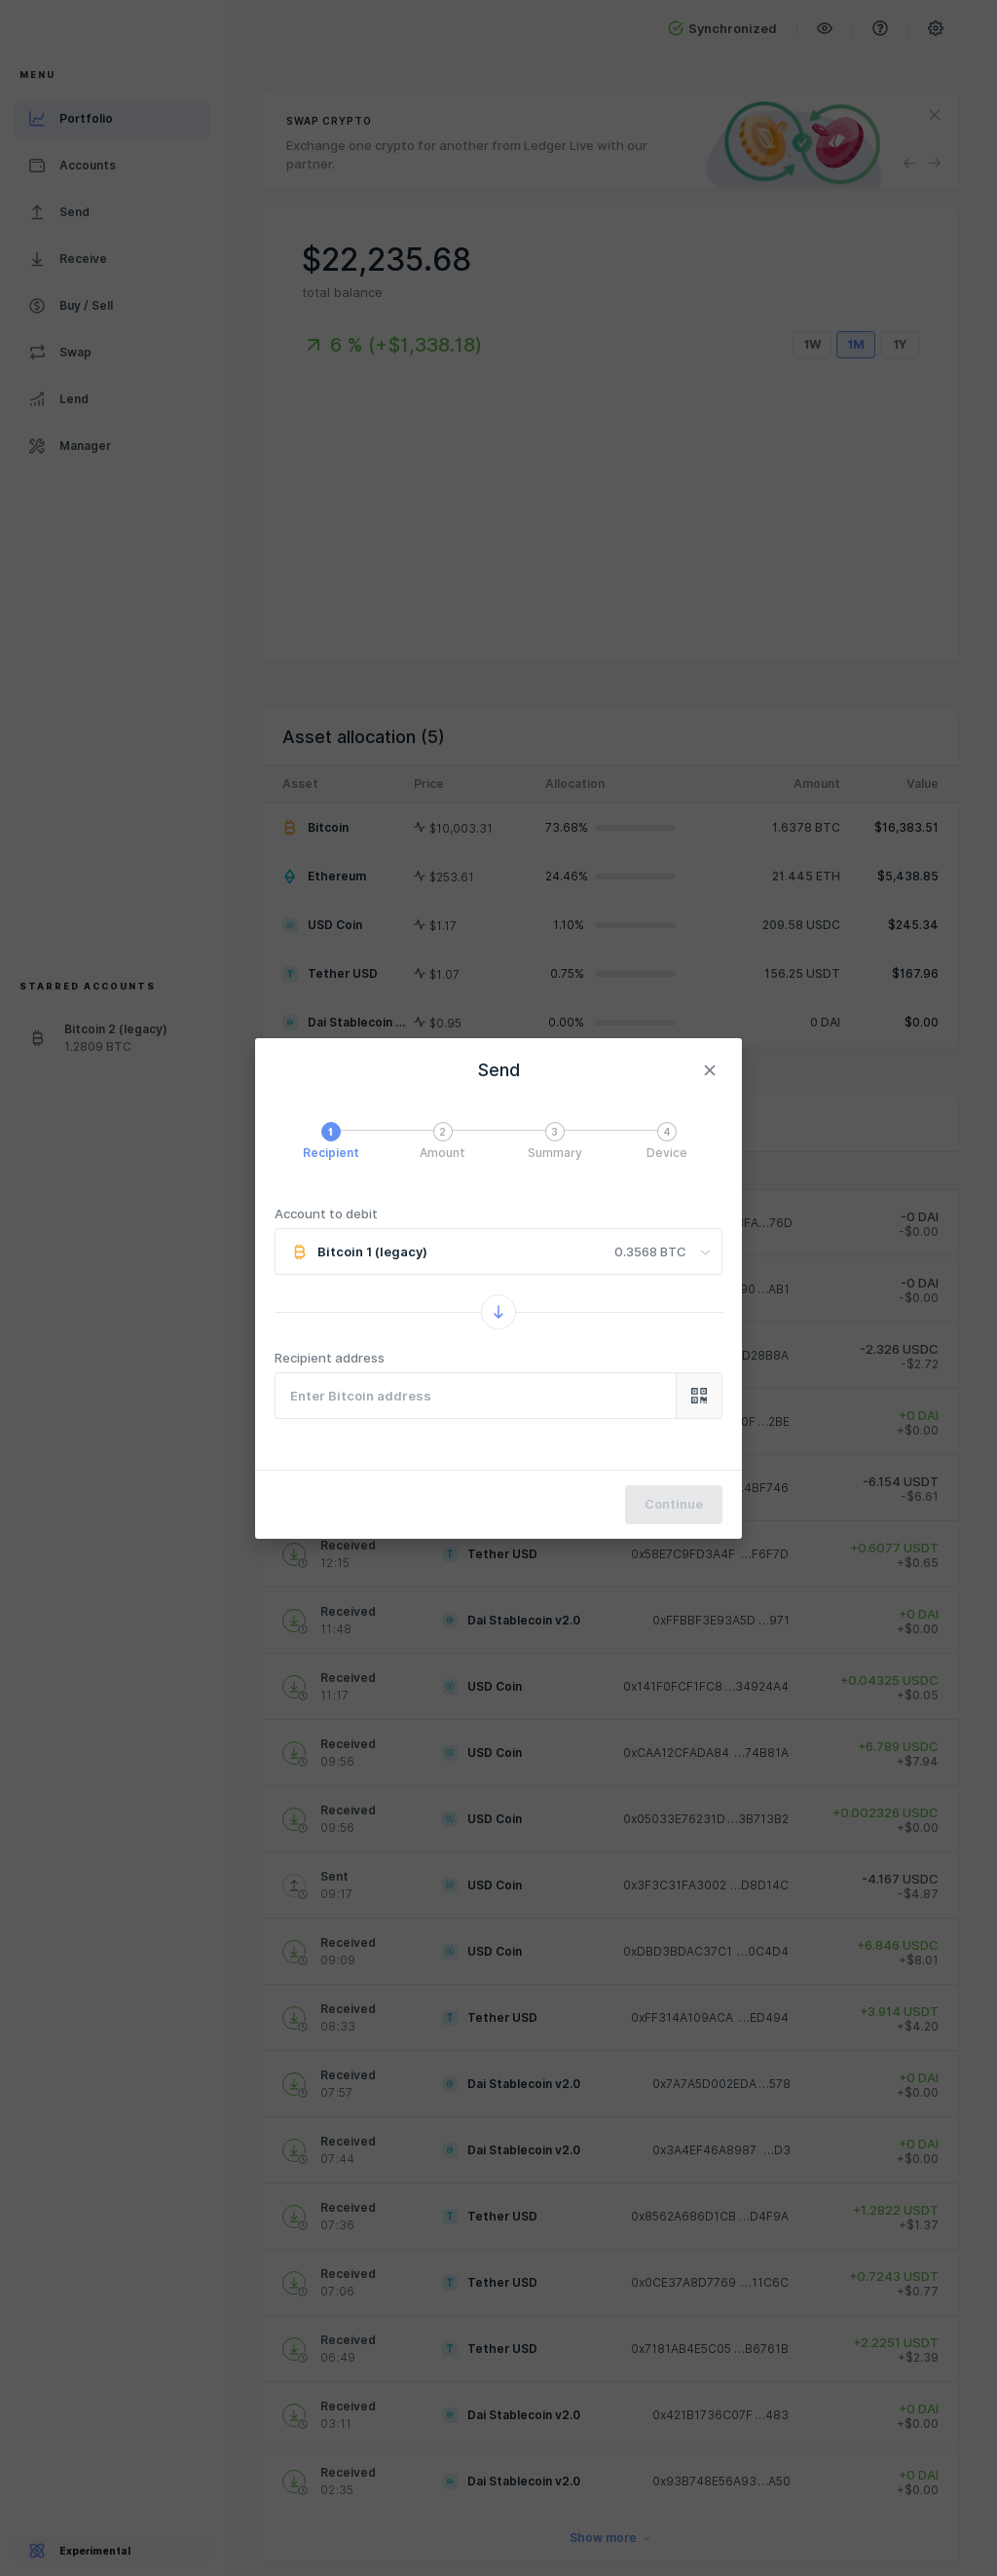 Synchronized
MENU
Portfolio
Accounts
Send
Receive
Buy / Sell
Swap
Lend
Manager
STARRED ACCOUNTS
Bitcoin 2 (legacy)
1.2809 BTC
Experimental
SWAP CRYPTO
Exchange one crypto for another from Ledger Live with our
partner.
$22,235.68
total balance
6 % (+$1,338.18)
1W 1M 1Y
Asset allocation (5)
Asset Price Allocation Amount Value
Bitcoin $10,003.31 73.68% 1.6378 BTC $16,383.51
Ethereum $253.61 24.46% 21.445 ETH $5,438.85
USD Coin $1.17 1.10% 209.58 USDC $245.34
Tether USD $1.07 0.75% 156.25 USDT $167.96
Dai Stablecoin ... $0.95 0.00% 0 DAI $0.00
Send
1 2 3 4
Recipient Amount Summary Device
Account to debit
Bitcoin 1 (legacy) 0.3568 BTC
Recipient address
Enter Bitcoin address
Continue
FA...76D -0 DAI
-$0.00
90...AB1 -0 DAI
-$0.00
D28B8A -2.326 USDC
-$2.72
0F...2BE +0 DAI
+$0.00
4BF746 -6.154 USDT
-$6.61
Received Tether USD 0x58E7C9FD3A4F...F6F7D +0.6077 USDT
12:15 +$0.65
Received Dai Stablecoin v2.0 0xFFBBF3E93A5D...971 +0 DAI
11:48 +$0.00
Received USD Coin 0x141F0FCF1FC8...34924A4 +0.04325 USDC
11:17 +$0.05
Received USD Coin 0xCAA12CFADA84...74B81A +6.789 USDC
09:56 +$7.94
Received USD Coin 0x05033E76231D...3B713B2 +0.002326 USDC
09:56 +$0.00
Sent USD Coin 0x3F3C31FA3002...D8D14C -4.167 USDC
09:17 -$4.87
Received USD Coin 0xDBD3BDAC37C1...0C4D4 +6.846 USDC
09:09 +$8.01
Received Tether USD 0xFF314A109ACA...ED494 +3.914 USDT
08:33 +$4.20
Received Dai Stablecoin v2.0 0x7A7A5D002EDA...578 +0 DAI
07:57 +$0.00
Received Dai Stablecoin v2.0 0x3A4EF46A8987...D3 +0 DAI
07:44 +$0.00
Received Tether USD 0x8562A686D1CB...D4F9A +1.2822 USDT
07:36 +$1.37
Received Tether USD 0x0CE37A8D7769...11C6C +0.7243 USDT
07:06 +$0.77
Received Tether USD 0x7181AB4E5C05...B6761B +2.2251 USDT
06:49 +$2.39
Received Dai Stablecoin v2.0 0x421B1736C07F...483 +0 DAI
03:11 +$0.00
Received Dai Stablecoin v2.0 0x93B748E56A93...A50 +0 DAI
02:35 +$0.00
Show more